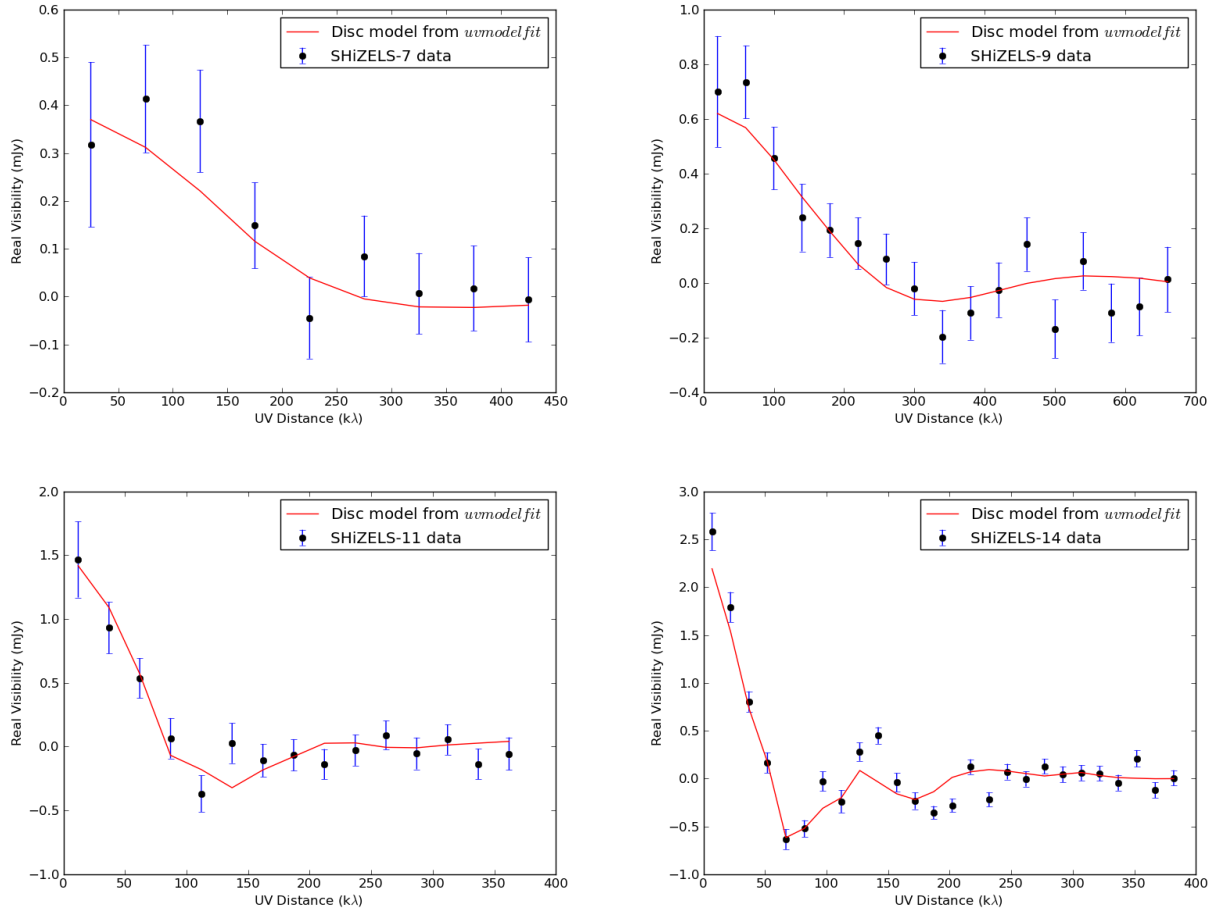 Disc model from uvmodelfit
SHiZELS-7 data
Real Visibility (mJy)
0.6
0.5
0.4
0.3
0.2
0.1
0.0
−0.1
−0.2
0 50 100 150 200 250 300 350 400 450
UV Distance (kλ)
Disc model from uvmodelfit
SHiZELS-9 data
Real Visibility (mJy)
1.0
0.8
0.6
0.4
0.2
0.0
−0.2
−0.4
0 100 200 300 400 500 600 700
UV Distance (kλ)
Disc model from uvmodelfit
SHiZELS-11 data
Real Visibility (mJy)
2.0
1.5
1.0
0.5
0.0
−0.5
−1.0
0 50 100 150 200 250 300 350 400
UV Distance (kλ)
Disc model from uvmodelfit
SHiZELS-14 data
Real Visibility (mJy)
3.0
2.5
2.0
1.5
1.0
0.5
0.0
−0.5
−1.0
0 50 100 150 200 250 300 350 400
UV Distance (kλ)